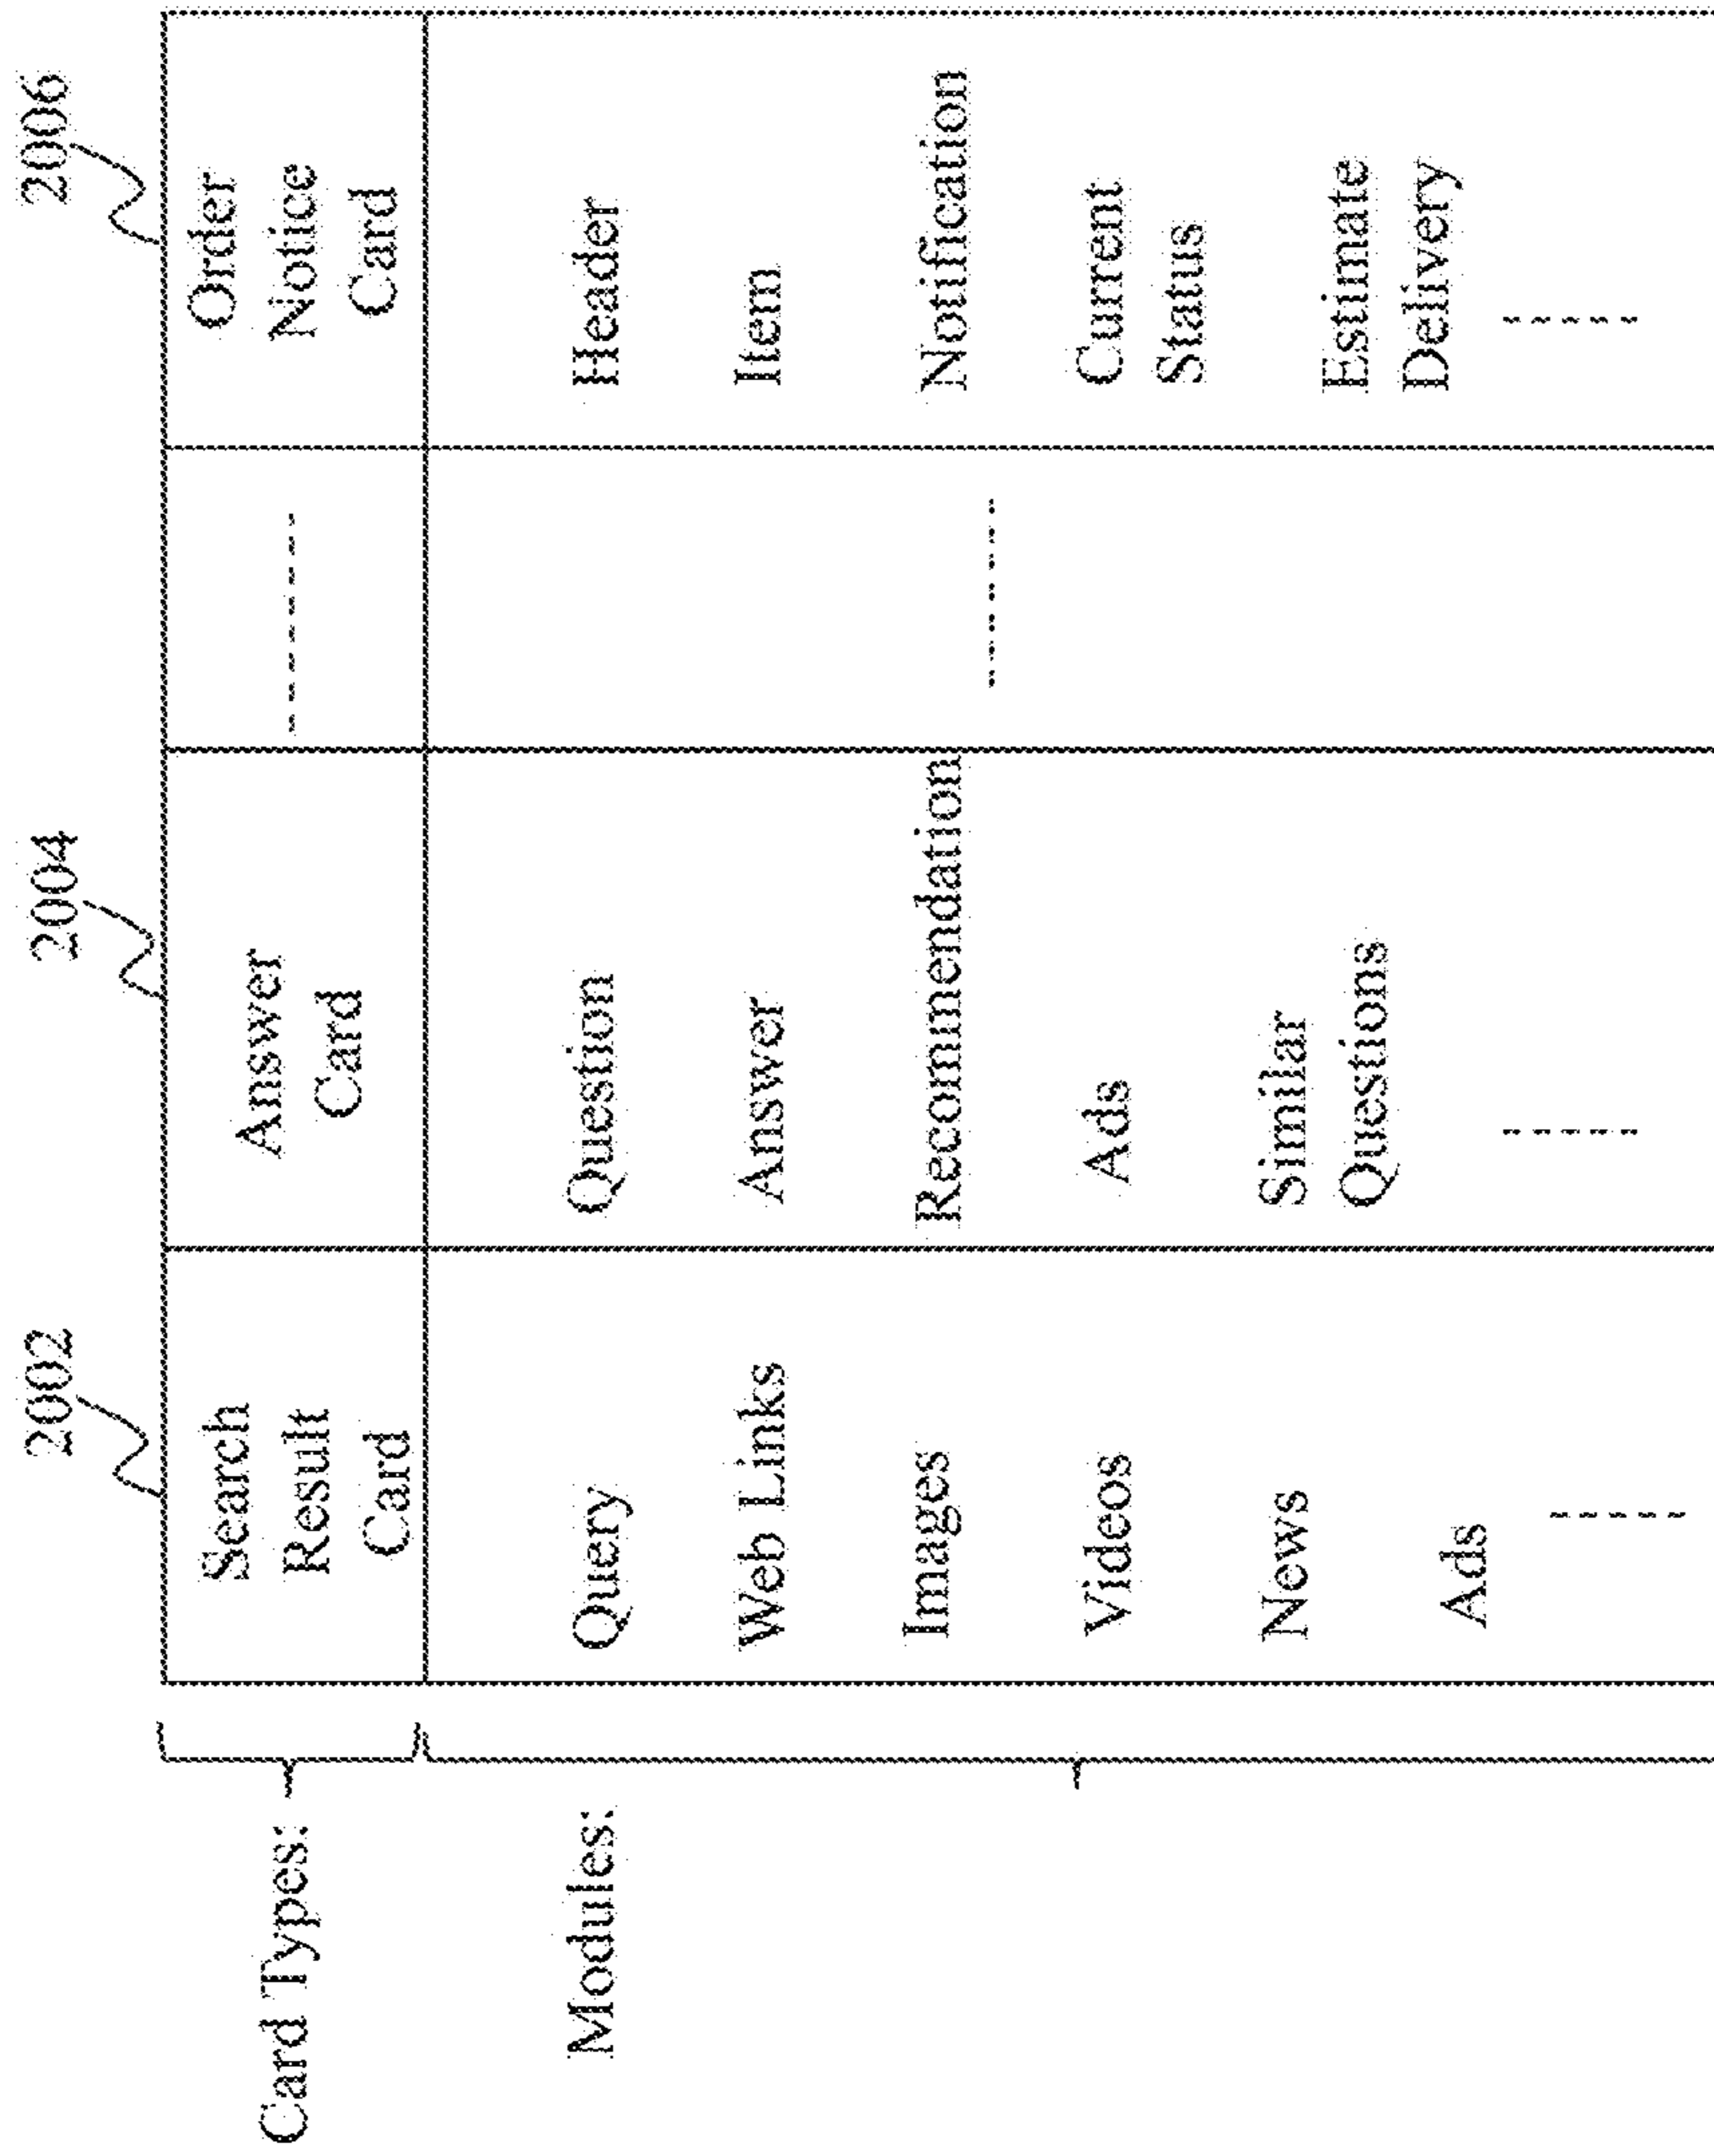 2002
2004
2006
Card Types:
Search
Result
Card
Answer
Card
Order
Notice
Card
Modules:
Query
Web Links
Images
Videos
News
Ads
Question
Answer
Recommendation
Ads
Similar
Questions
Header
Item
Notification
Current
Status
Estimate
Delivery